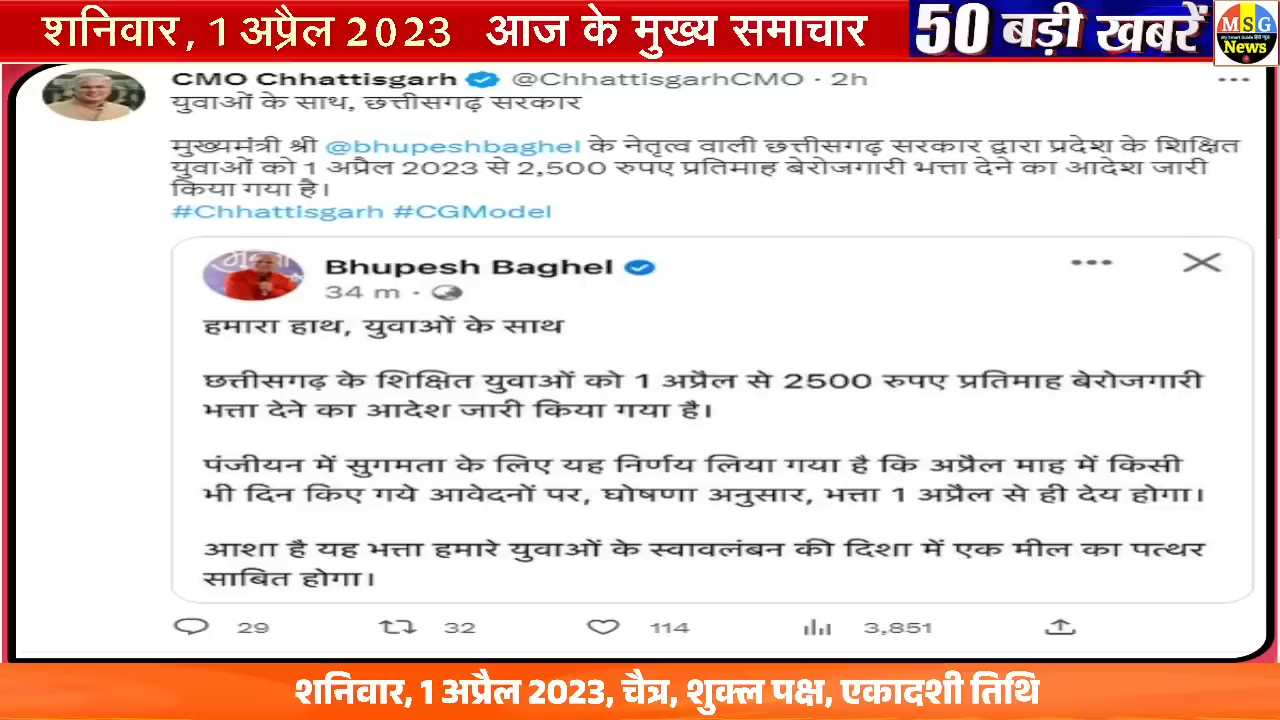 शनिवार, 1 अप्रैल 2023 आज के मुख्य समाचार
50 बड़ी खबरें
MSG
News
CMO Chhattisgarh @ChhattisgarhCMO · 2h
युवाओं के साथ, छत्तीसगढ़ सरकार
मुख्यमंत्री श्री @bhupeshbaghel के नेतृत्व वाली छत्तीसगढ़ सरकार द्वारा प्रदेश के शिक्षित
युवाओं को 1 अप्रैल 2023 से 2,500 रुपए प्रतिमाह बेरोजगारी भत्ता देने का आदेश जारी
किया गया है।
#Chhattisgarh #CGModel
Bhupesh Baghel
34 m ·
हमारा हाथ, युवाओं के साथ
छत्तीसगढ़ के शिक्षित युवाओं को 1 अप्रैल से 2500 रुपए प्रतिमाह बेरोजगारी
भत्ता देने का आदेश जारी किया गया है।
पंजीयन में सुगमता के लिए यह निर्णय लिया गया है कि अप्रैल माह में किसी
भी दिन किए गये आवेदनों पर, घोषणा अनुसार, भत्ता 1 अप्रैल से ही देय होगा।
आशा है यह भत्ता हमारे युवाओं के स्वावलंबन की दिशा में एक मील का पत्थर
साबित होगा।
29 32 114 3,851
शनिवार, 1 अप्रैल 2023, चैत्र, शुक्ल पक्ष, एकादशी तिथि